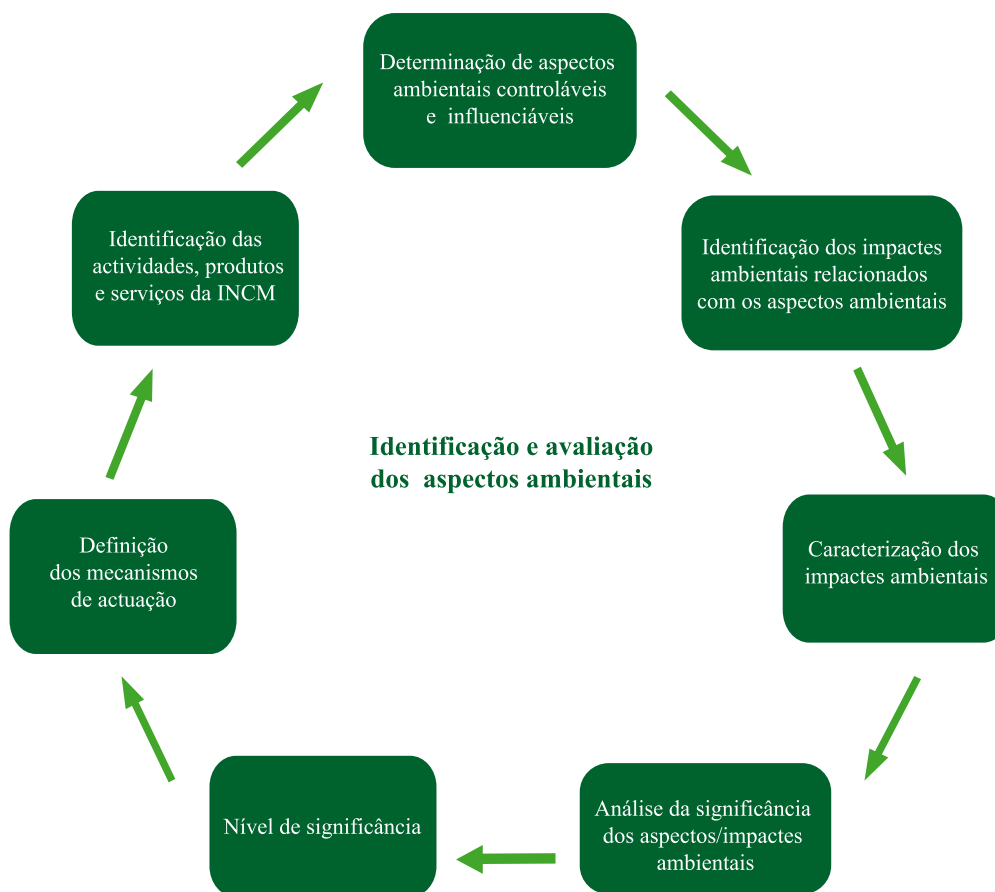 Determinação de aspectos
ambientais controláveis
e influenciáveis
Identificação dos impactes
ambientais relacionados
com os aspectos ambientais
Caracterização dos
impactes ambientais
Análise da significância
dos aspectos/impactes
ambientais
Nível de significância
Definição
dos mecanismos
de actuação
Identificação das
actividades, produtos
e serviços da INCM
Identificação e avaliação
dos aspectos ambientais